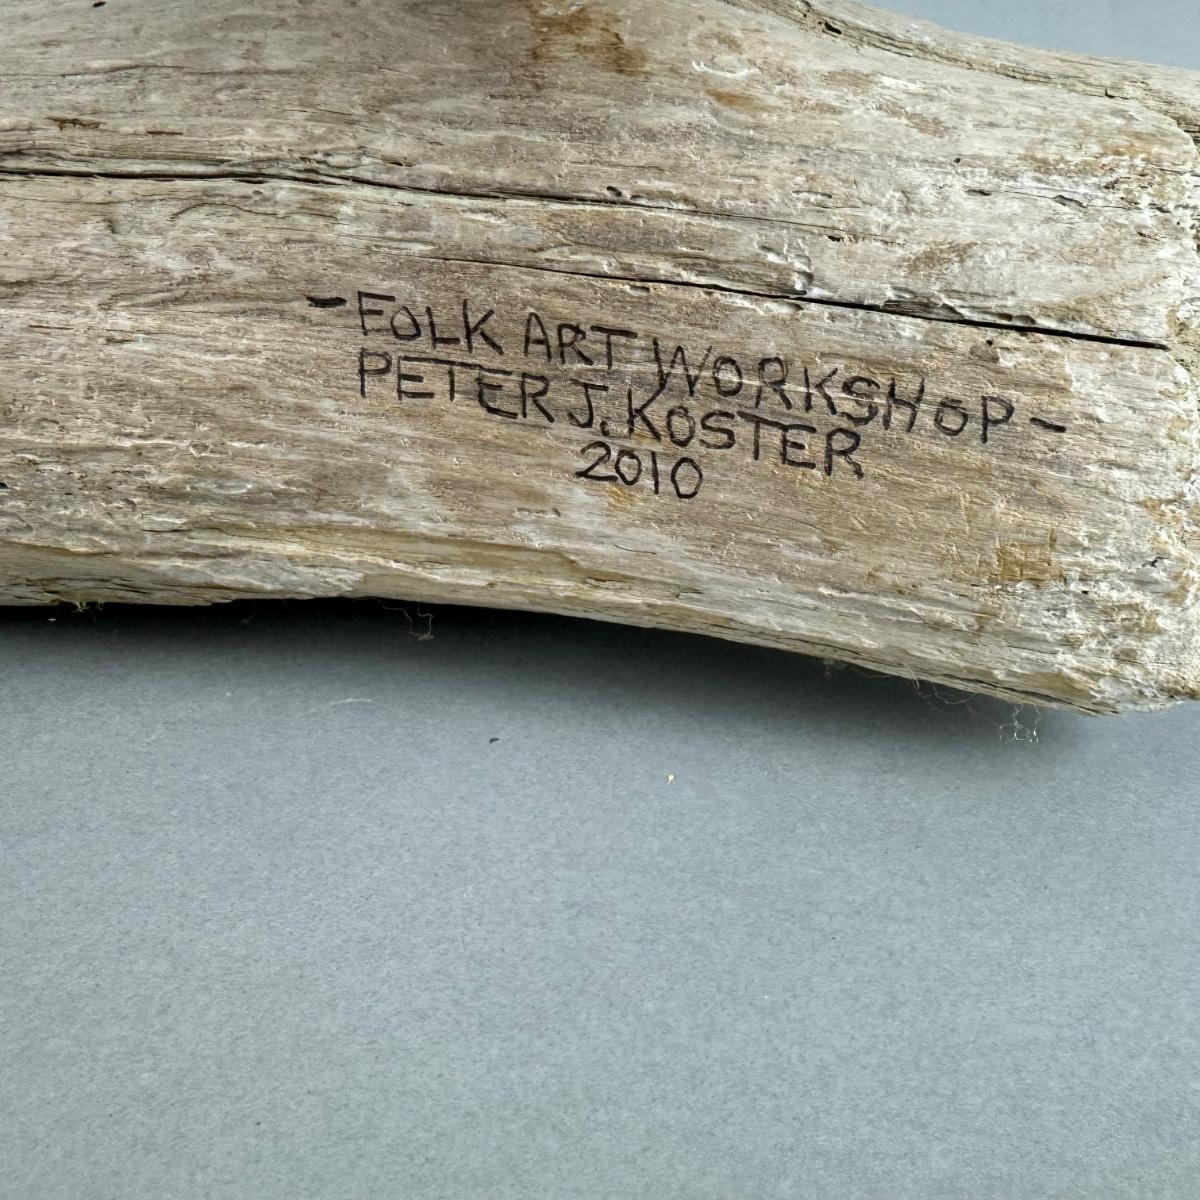 -FOLK ART WORKSHOP-
PETER J. KOSTER
2010